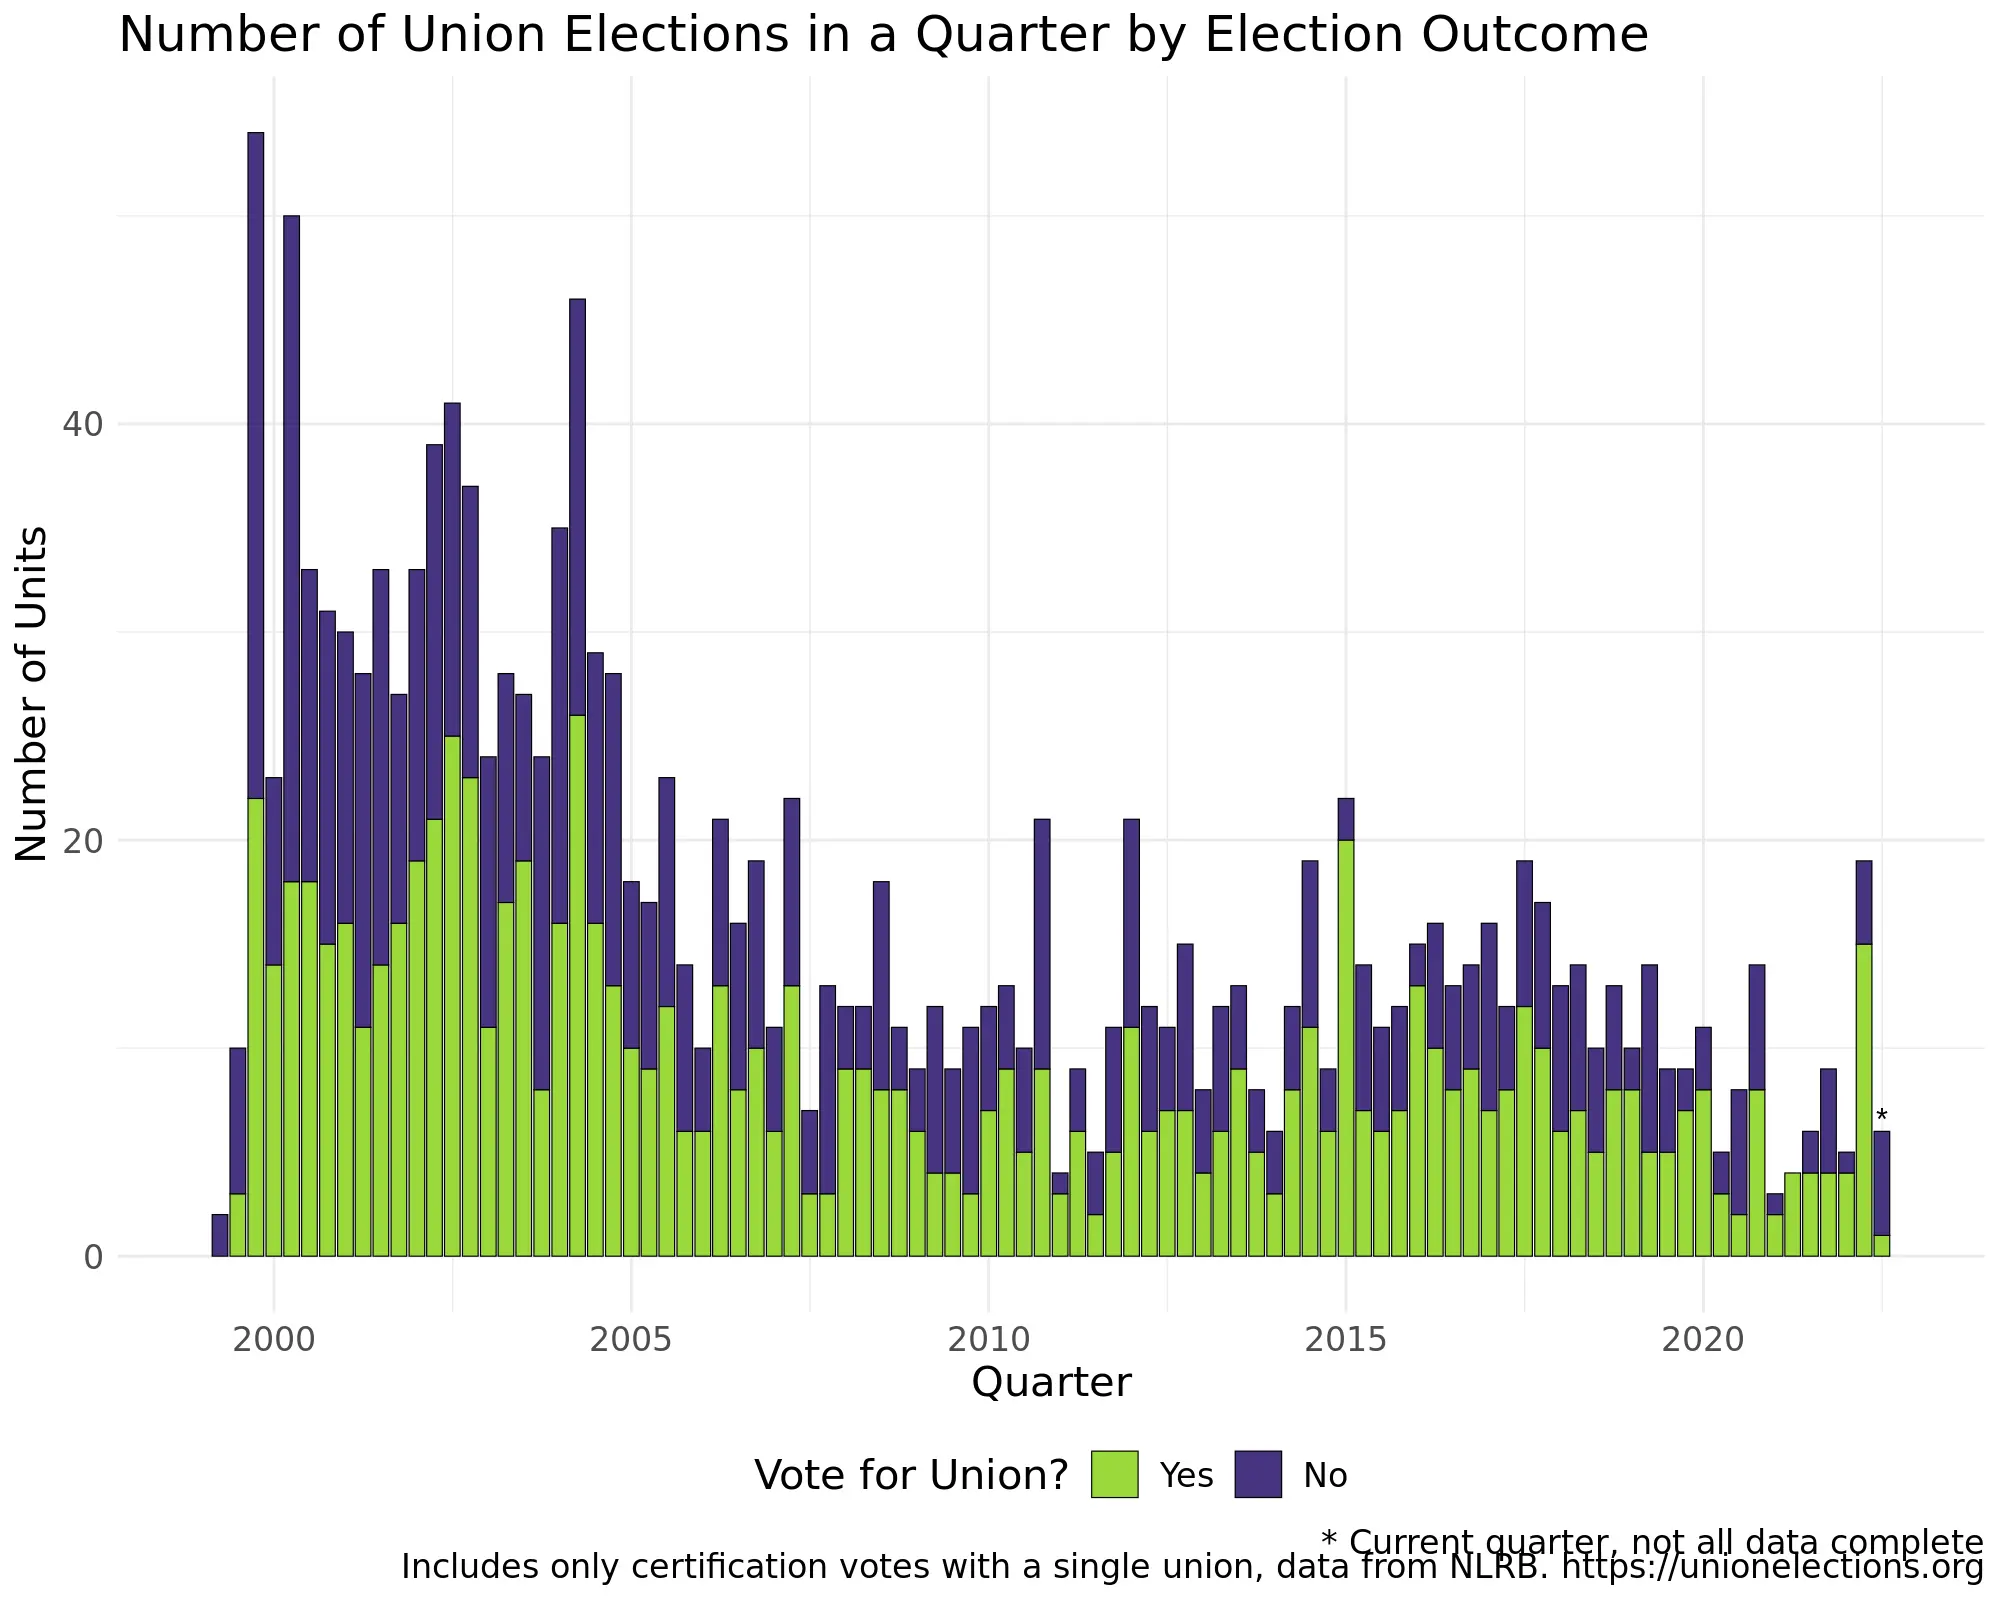 Number of Union Elections in a Quarter by Election Outcome
Number of Units
40
20
0
*
2000 2005 2010 2015 2020
Quarter
Vote for Union? Yes No
* Current quarter, not all data complete
Includes only certification votes with a single union, data from NLRB. https://unionelections.org